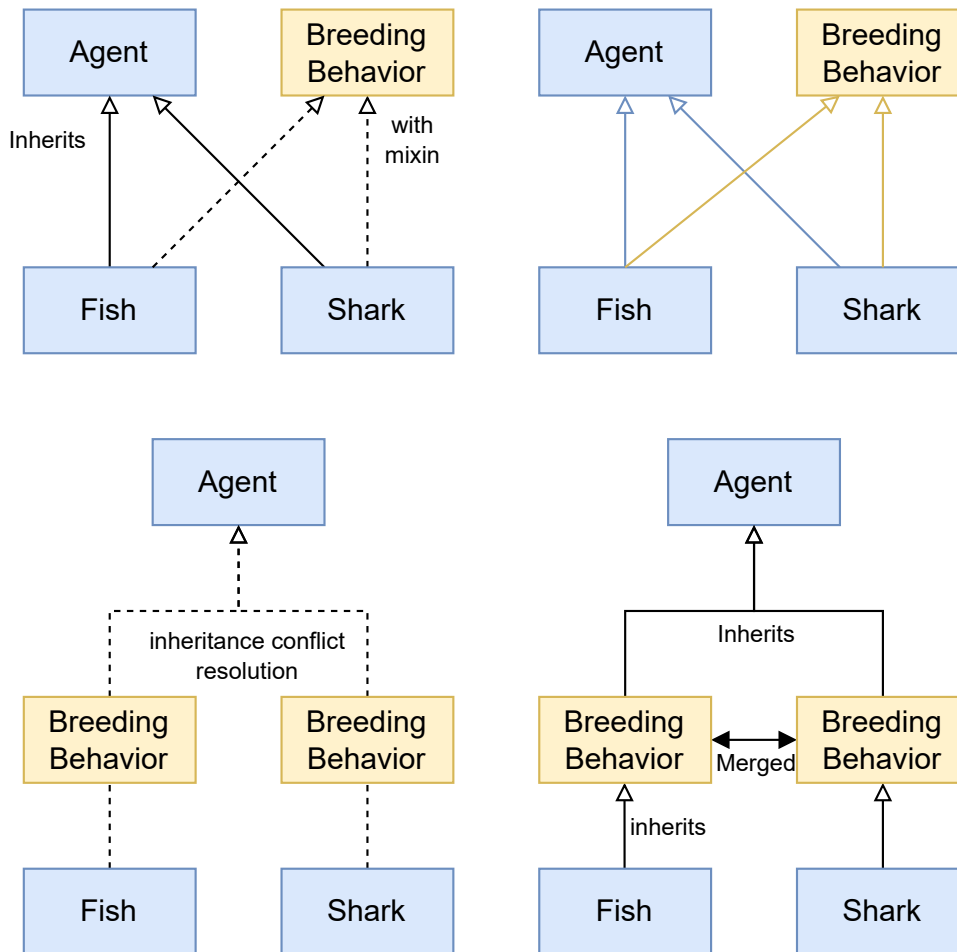 Agent
Breeding
Behavior
Inherits
with
mixin
Fish
Shark
Agent
Breeding
Behavior
Fish
Shark
Agent
inheritance conflict
resolution
Breeding
Behavior
Breeding
Behavior
Fish
Shark
Agent
Inherits
Breeding
Behavior
Merged
Breeding
Behavior
inherits
Fish
Shark